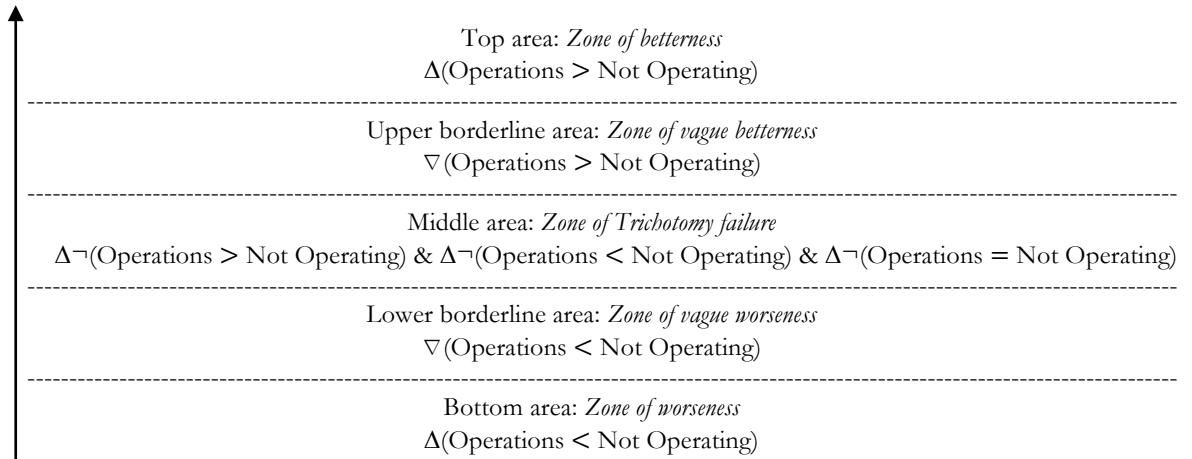 Top area: Zone of betterness
Δ(Operations > Not Operating)
Upper borderline area: Zone of vague betterness
▽(Operations > Not Operating)
Middle area: Zone of Trichotomy failure
Δ¬(Operations > Not Operating) & Δ¬(Operations < Not Operating) & Δ¬(Operations = Not Operating)
Lower borderline area: Zone of vague worseness
▽(Operations < Not Operating)
Bottom area: Zone of worseness
Δ(Operations < Not Operating)